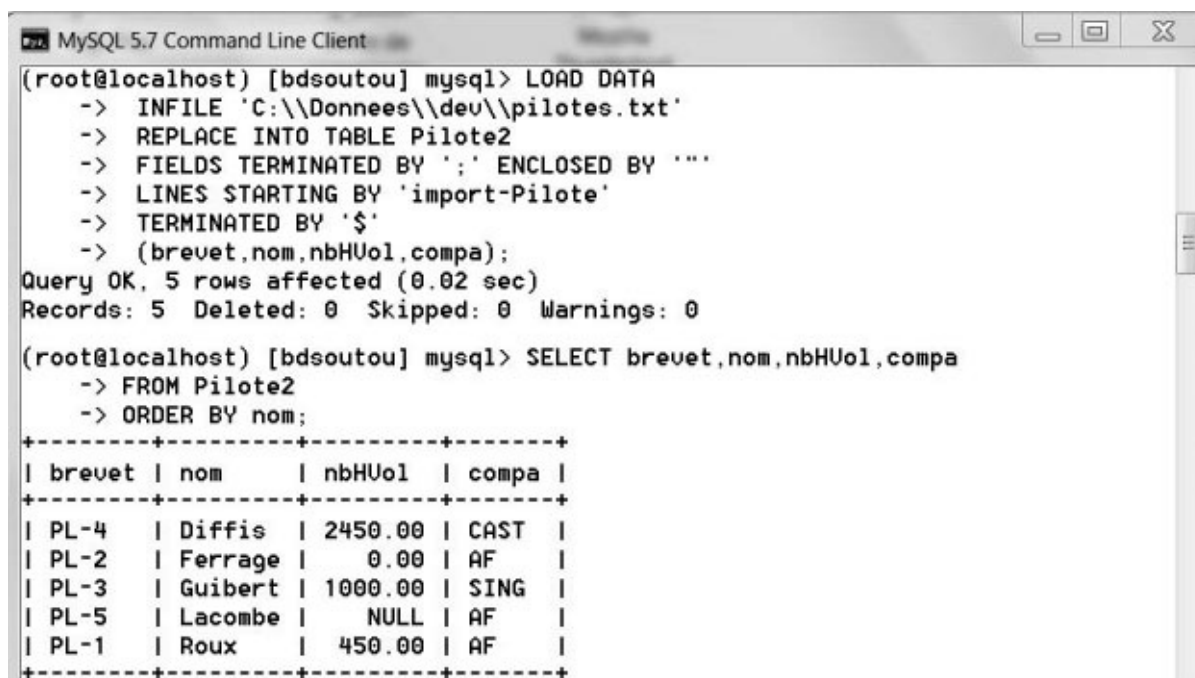 MySQL 5.7 Command Line Client
(root@localhost) [bdsoutou] mysql> LOAD DATA
    ->  INFILE 'C:\\Donnees\\dev\\pilotes.txt'
    ->  REPLACE INTO TABLE Pilote2
    ->  FIELDS TERMINATED BY ';' ENCLOSED BY '"'
    ->  LINES STARTING BY 'import-Pilote'
    ->  TERMINATED BY '$'
    ->  (brevet,nom,nbHVol,compa);
Query OK, 5 rows affected (0.02 sec)
Records: 5  Deleted: 0  Skipped: 0  Warnings: 0
(root@localhost) [bdsoutou] mysql> SELECT brevet,nom,nbHVol,compa
    -> FROM Pilote2
    -> ORDER BY nom;
+--------+---------+---------+-------+
| brevet | nom     | nbHVol  | compa |
+--------+---------+---------+-------+
| PL-4   | Diffis  | 2450.00 | CAST  |
| PL-2   | Ferrage |    0.00 | AF    |
| PL-3   | Guibert | 1000.00 | SING  |
| PL-5   | Lacombe |    NULL | AF    |
| PL-1   | Roux    |  450.00 | AF    |
+--------+---------+---------+-------+